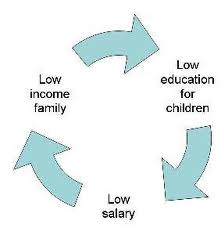 Low
income
family
Low
education
for
children
Low
salary